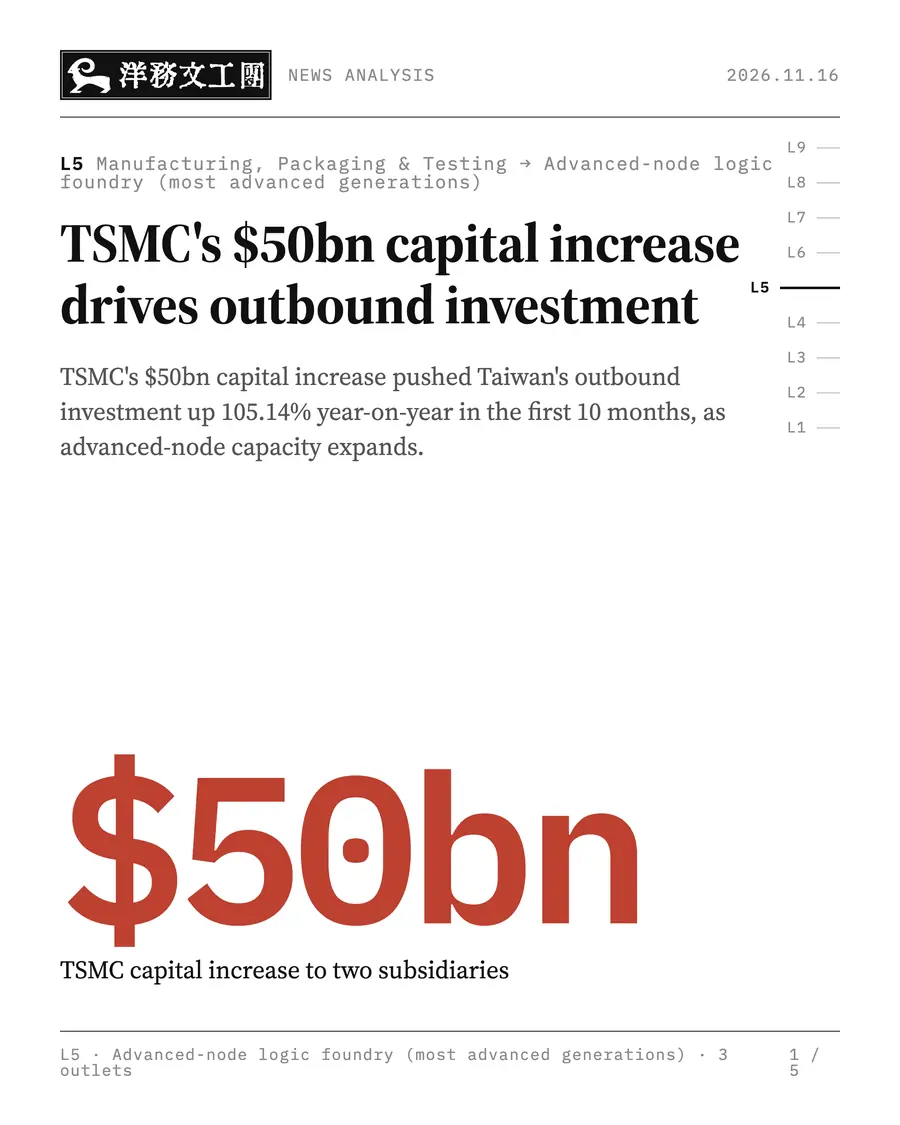 洋務文工團 NEWS ANALYSIS 2026.11.16
L5 Manufacturing, Packaging & Testing → Advanced-node logic
foundry (most advanced generations)
TSMC's $50bn capital increase
drives outbound investment
TSMC's $50bn capital increase pushed Taiwan's outbound
investment up 105.14% year-on-year in the first 10 months, as
advanced-node capacity expands.
L9
L8
L7
L6
L5
L4
L3
L2
L1
$50bn
TSMC capital increase to two subsidiaries
L5 · Advanced-node logic foundry (most advanced generations) · 3
outlets
1 /
5